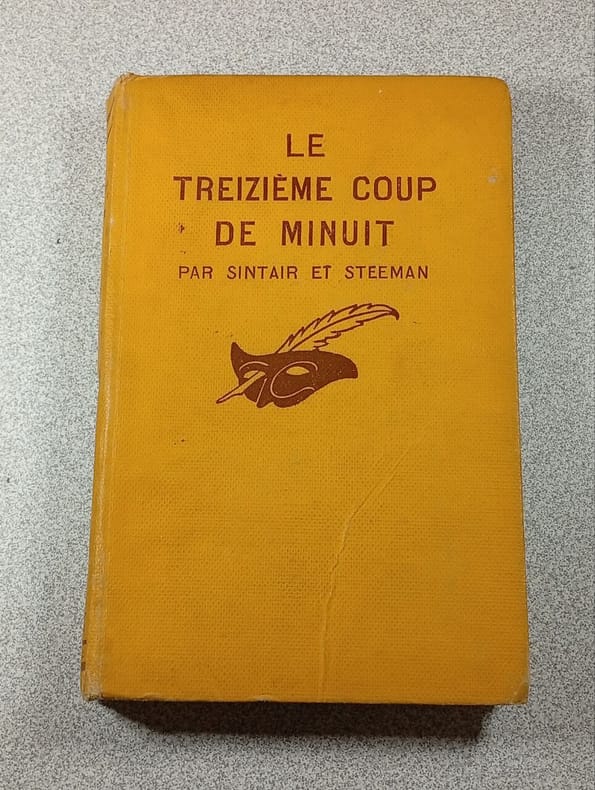 LE
TREIZIÈME COUP
DE MINUIT
PAR SINTAIR ET STEEMAN